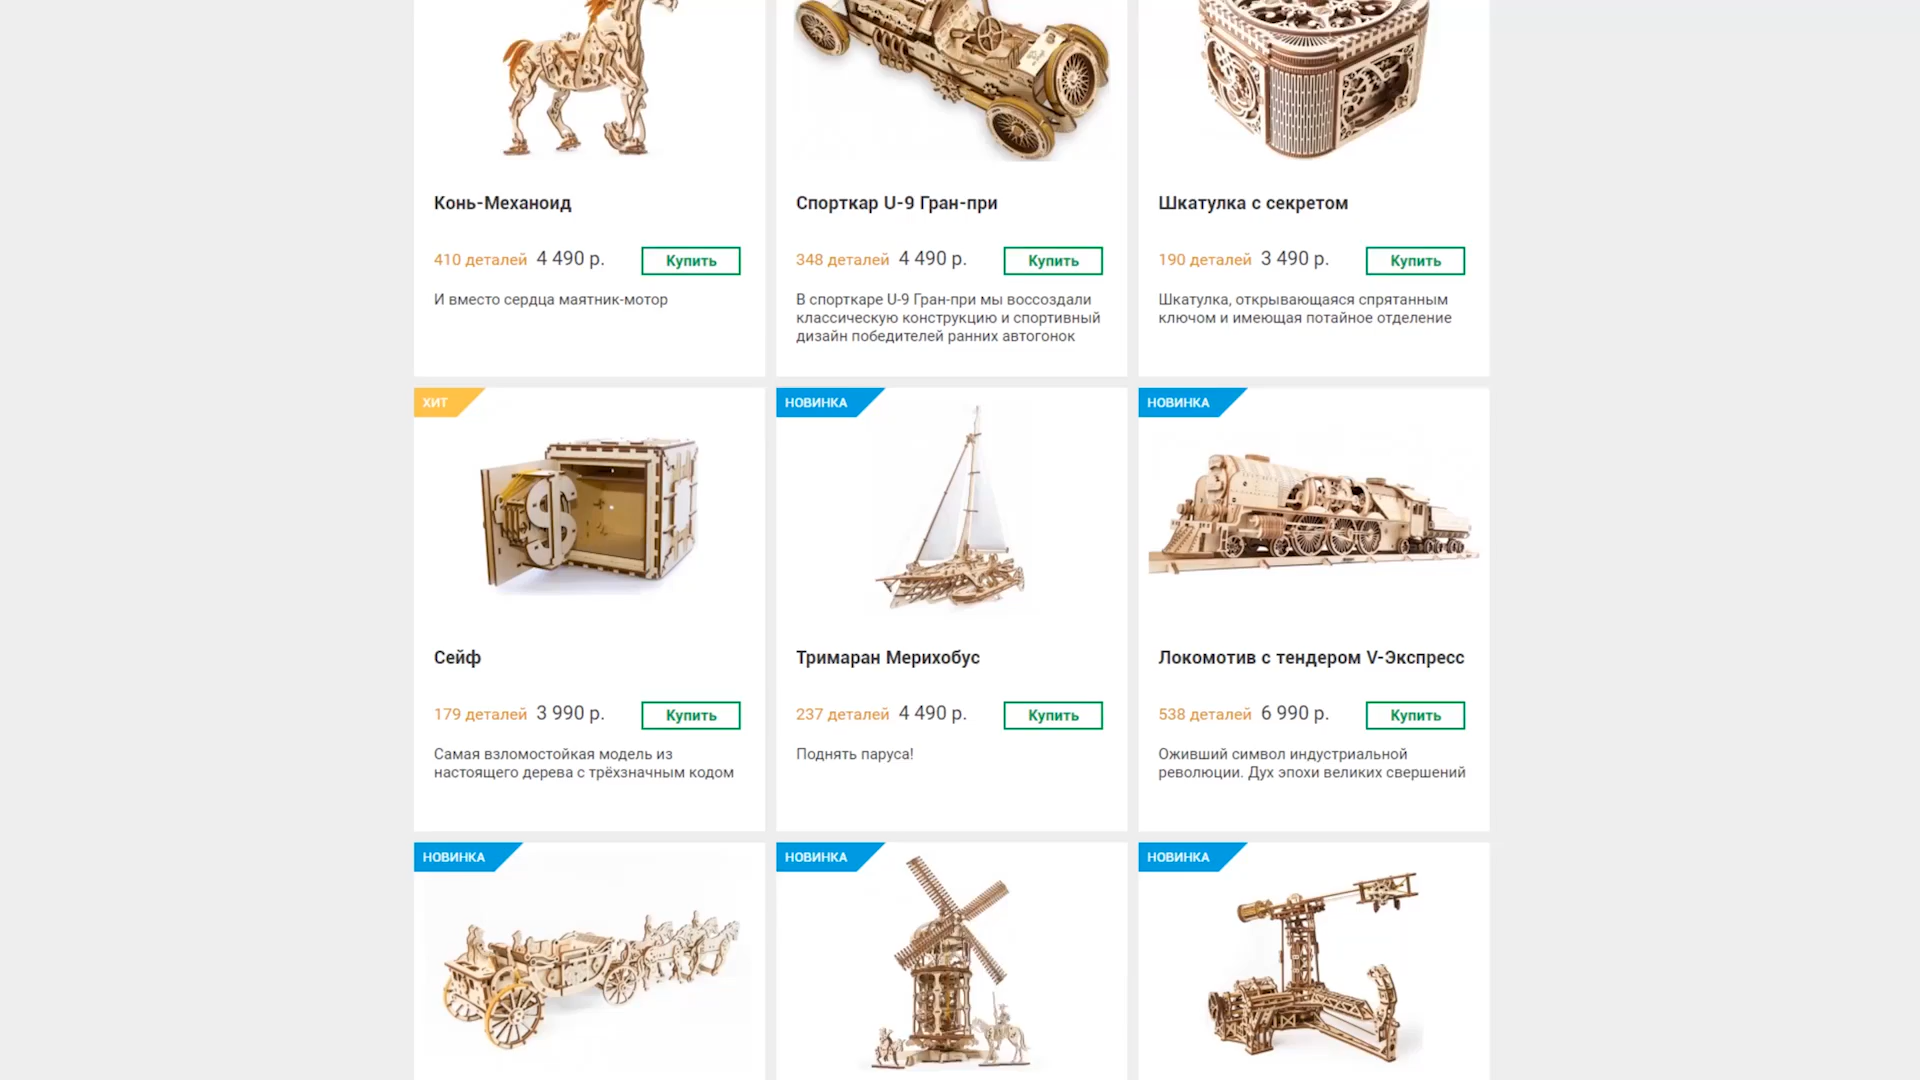 Конь-Механоид
410 деталей 4 490 р. Купить
И вместо сердца маятник-мотор
Спорткар U-9 Гран-при
348 деталей 4 490 р. Купить
В спорткаре U-9 Гран-при мы воссоздали
классическую конструкцию и спортивный
дизайн победителей ранних автогонок
Шкатулка с секретом
190 деталей 3 490 р. Купить
Шкатулка, открывающаяся спрятанным
ключом и имеющая потайное отделение
ХИТ
Сейф
179 деталей 3 990 р. Купить
Самая взломостойкая модель из
настоящего дерева с трёхзначным кодом
НОВИНКА
Тримаран Мерихобус
237 деталей 4 490 р. Купить
Поднять паруса!
НОВИНКА
Локомотив с тендером V-Экспресс
538 деталей 6 990 р. Купить
Оживший символ индустриальной
революции. Дух эпохи великих свершений
НОВИНКА
НОВИНКА
НОВИНКА